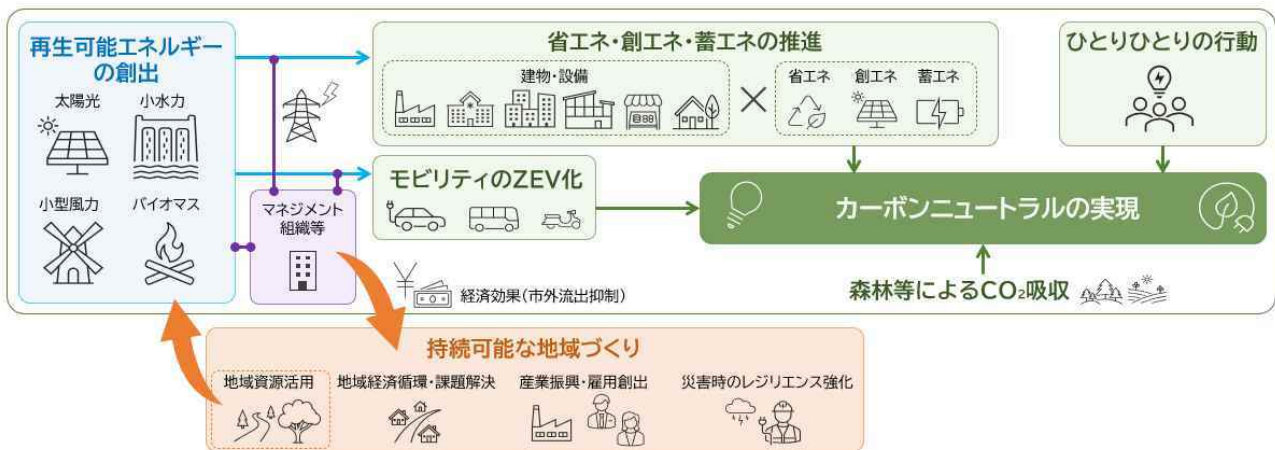 再生可能エネルギー
の創出
太陽光
小水力
小型風力
バイオマス
マネジメント
組織等
省エネ・創エネ・蓄エネの推進
建物・設備
省エネ
創エネ
蓄エネ
ひとりひとりの行動
モビリティのZEV化
カーボンニュートラルの実現
¥
経済効果(市外流出抑制)
森林等によるCO₂吸収
持続可能な地域づくり
地域資源活用
地域経済循環・課題解決
産業振興・雇用創出
災害時のレジリエンス強化